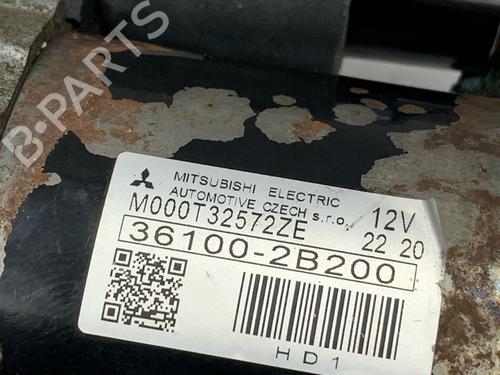 B-PARTS
MITSUBISHI ELECTRIC
AUTOMOTIVE CZECH s.r.o.
M000T32572ZE
12V
22 20
36100-2B200
HD1